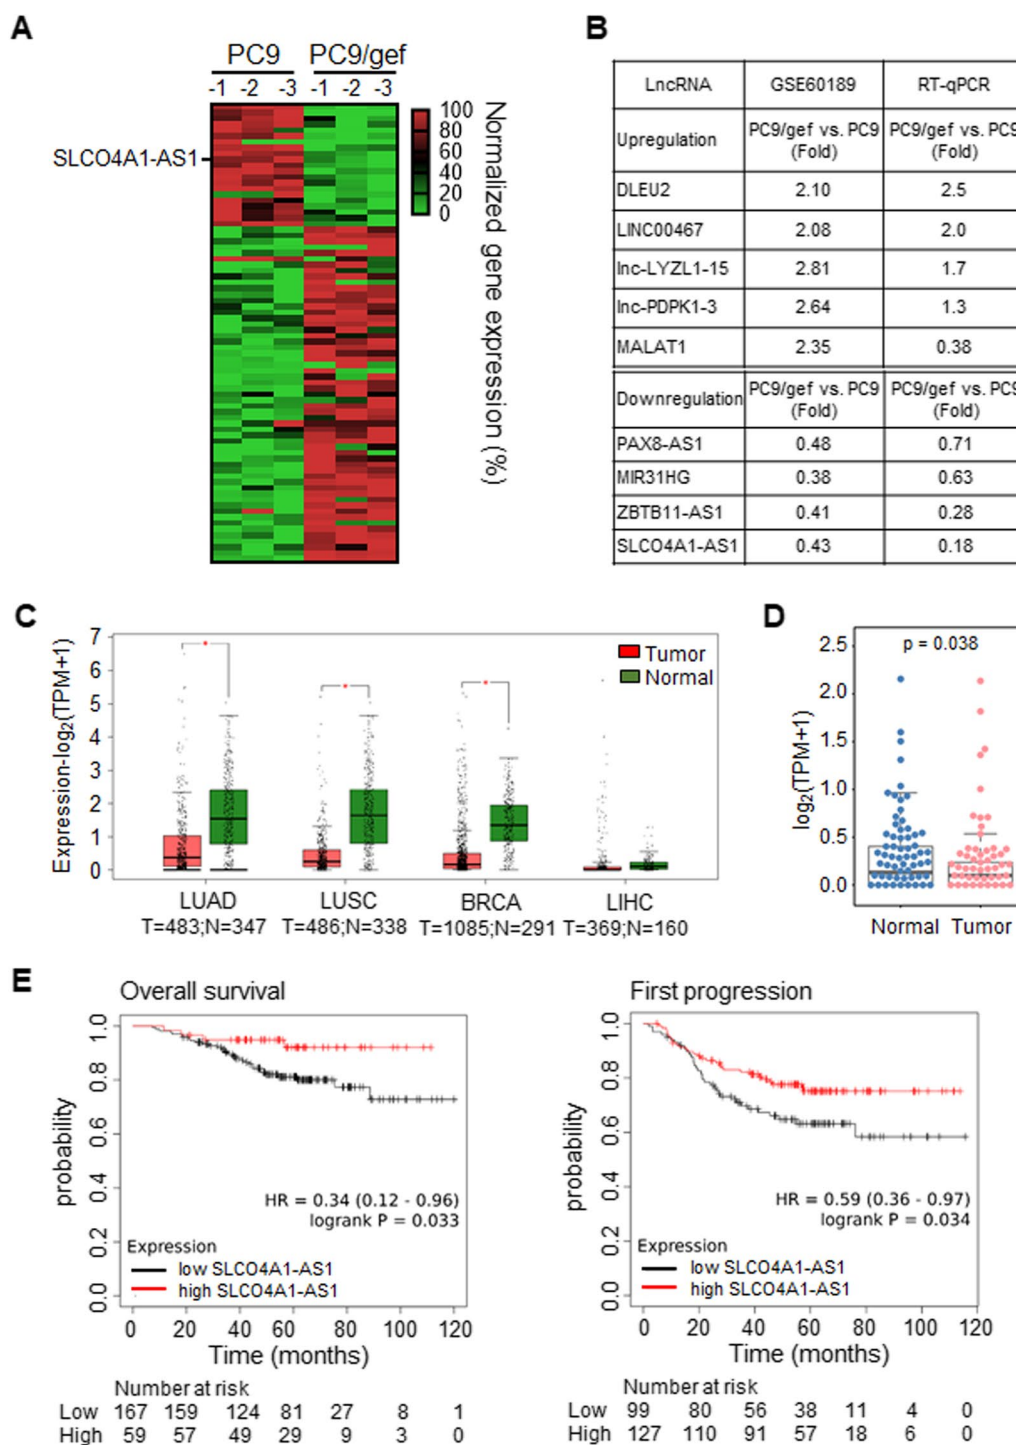 A
PC9 PC9/gef
-1 -2 -3 -1 -2 -3
SLCO4A1-AS1
100
80
60
40
20
0
Normalized gene expression (%)
B
LncRNA GSE60189 RT-qPCR
Upregulation PC9/gef vs. PC9 (Fold) PC9/gef vs. PC9 (Fold)
DLEU2 2.10 2.5
LINC00467 2.08 2.0
lnc-LYZL1-15 2.81 1.7
lnc-PDPK1-3 2.64 1.3
MALAT1 2.35 0.38
Downregulation PC9/gef vs. PC9 (Fold) PC9/gef vs. PC9 (Fold)
PAX8-AS1 0.48 0.71
MIR31HG 0.38 0.63
ZBTB11-AS1 0.41 0.28
SLCO4A1-AS1 0.43 0.18
C
Expression-log₂(TPM+1)
7
6
5
4
3
2
1
0
Tumor
Normal
* * *
LUAD LUSC BRCA LIHC
T=483;N=347 T=486;N=338 T=1085;N=291 T=369;N=160
D
log₂(TPM+1)
p = 0.038
2.5
2.0
1.5
1.0
0.5
0.0
Normal Tumor
E
Overall survival
probability
1.0
0.8
0.6
0.4
0.2
0.0
HR = 0.34 (0.12 - 0.96)
logrank P = 0.033
Expression
low SLCO4A1-AS1
high SLCO4A1-AS1
0 20 40 60 80 100 120
Time (months)
Number at risk
Low 167 159 124 81 27 8 1
High 59 57 49 29 9 3 0
First progression
probability
1.0
0.8
0.6
0.4
0.2
0.0
HR = 0.59 (0.36 - 0.97)
logrank P = 0.034
Expression
low SLCO4A1-AS1
high SLCO4A1-AS1
0 20 40 60 80 100 120
Time (months)
Number at risk
Low 99 80 56 38 11 4 0
High 127 110 91 57 18 6 0